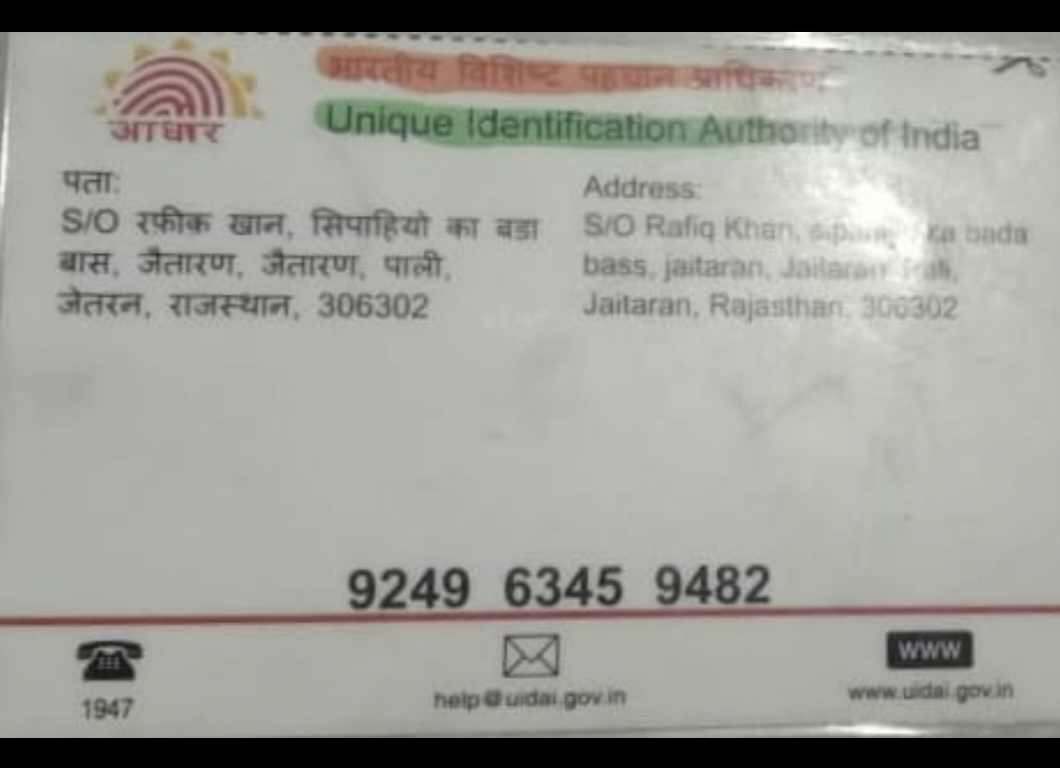 आधार
भारतीय विशिष्ट पहचान प्राधिकरण
Unique Identification Authority of India
पता:
S/O रफीक खान, सिपाहियो का बडा
बास, जैतारण, जैतारण, पाली,
जेतरन, राजस्थान, 306302
Address:
S/O Rafiq Khan, ka bada
bass, jaitaran, Jaitaran,
Jaitaran, Rajasthan, 306302
9249 6345 9482
1947
help@uidai.gov.in
www
www.uidai.gov.in